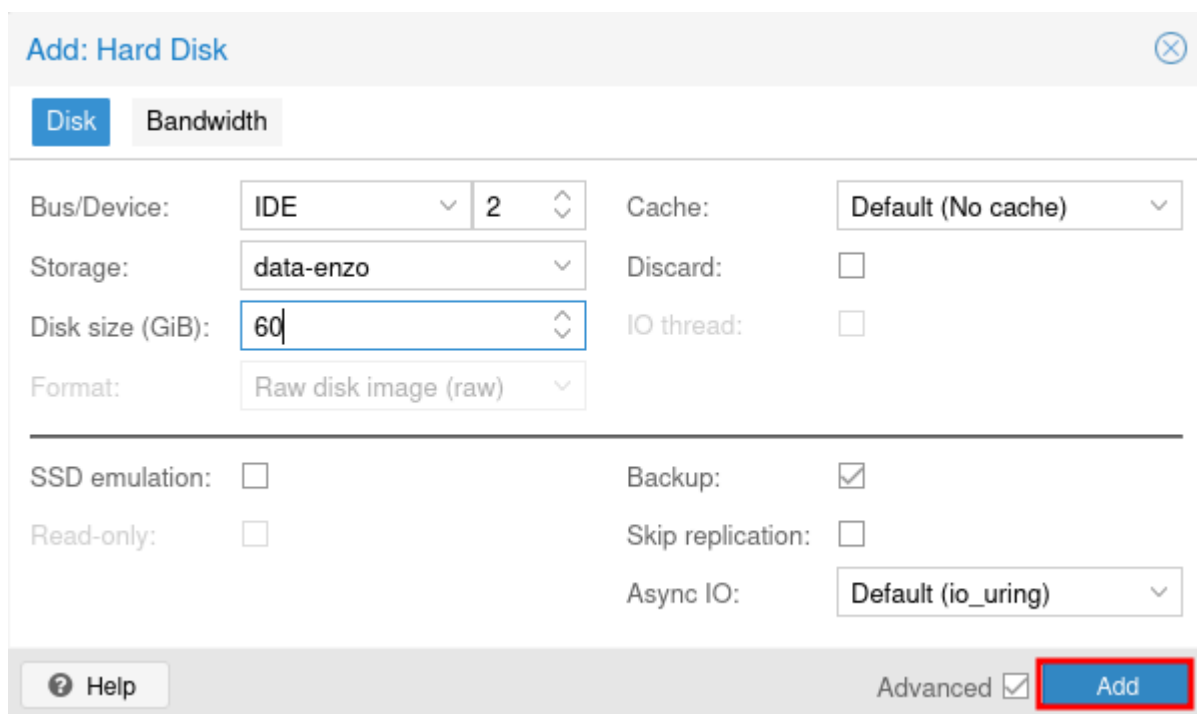 Add: Hard Disk
Disk Bandwidth
Bus/Device: IDE 2 Cache: Default (No cache)
Storage: data-enzo Discard:
Disk size (GiB): 60 IO thread:
Format: Raw disk image (raw)
SSD emulation: Backup:
Read-only: Skip replication:
Async IO: Default (io_uring)
Help Advanced Add